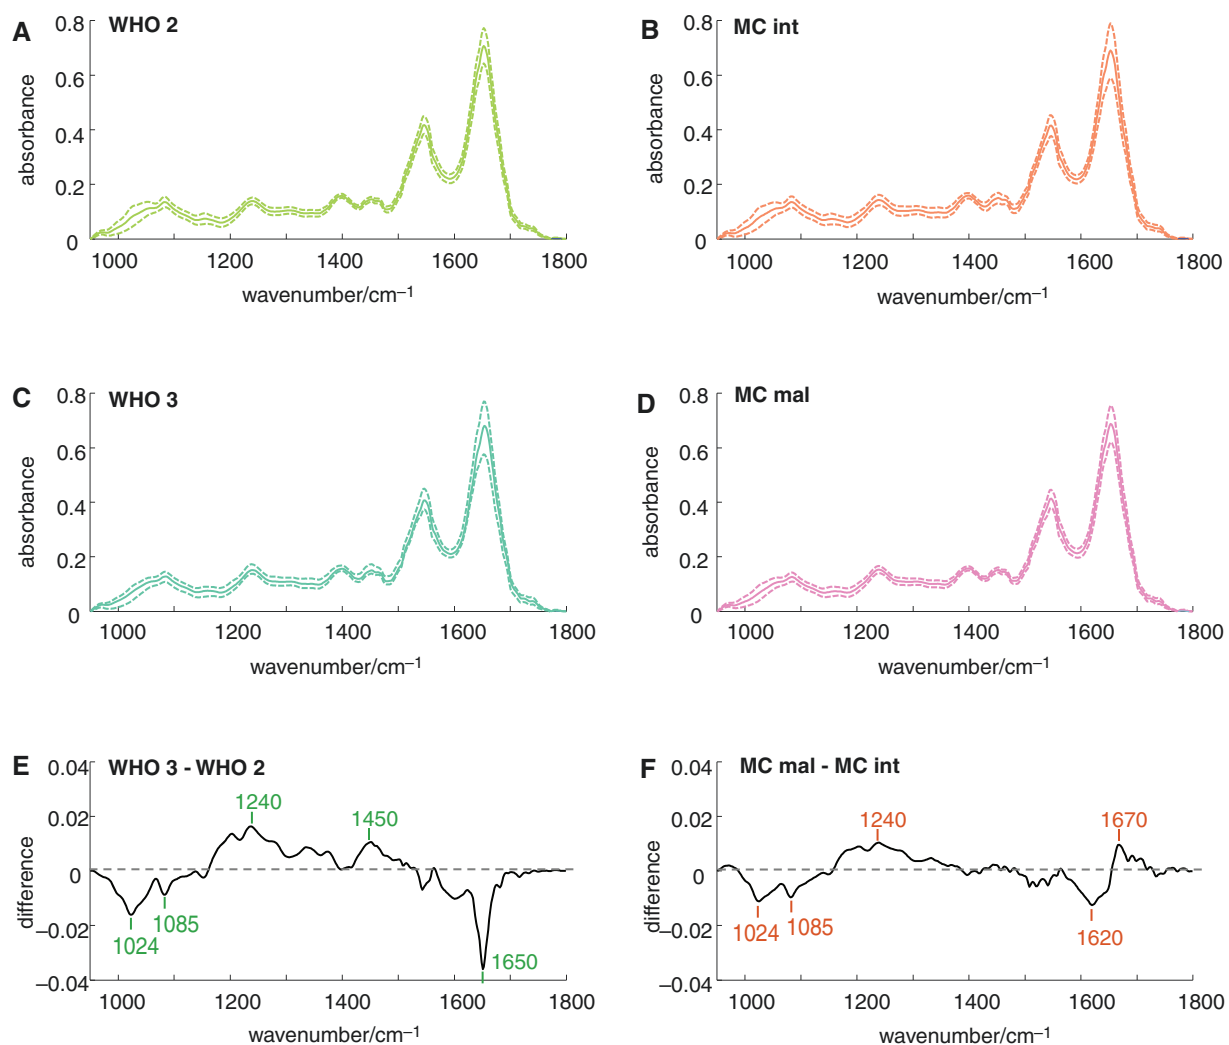 A
WHO 2
absorbance
0.8
0.6
0.4
0.2
0
1000 1200 1400 1600 1800
wavenumber/cm–1
B
MC int
absorbance
0.8
0.6
0.4
0.2
0
1000 1200 1400 1600 1800
wavenumber/cm–1
C
WHO 3
absorbance
0.8
0.6
0.4
0.2
0
1000 1200 1400 1600 1800
wavenumber/cm–1
D
MC mal
absorbance
0.8
0.6
0.4
0.2
0
1000 1200 1400 1600 1800
wavenumber/cm–1
E
WHO 3 - WHO 2
difference
0.04
0.02
0
–0.02
–0.04
1240
1450
1024
1085
1650
1000 1200 1400 1600 1800
wavenumber/cm–1
F
MC mal - MC int
difference
0.04
0.02
0
–0.02
–0.04
1240
1670
1024
1085
1620
1000 1200 1400 1600 1800
wavenumber/cm–1